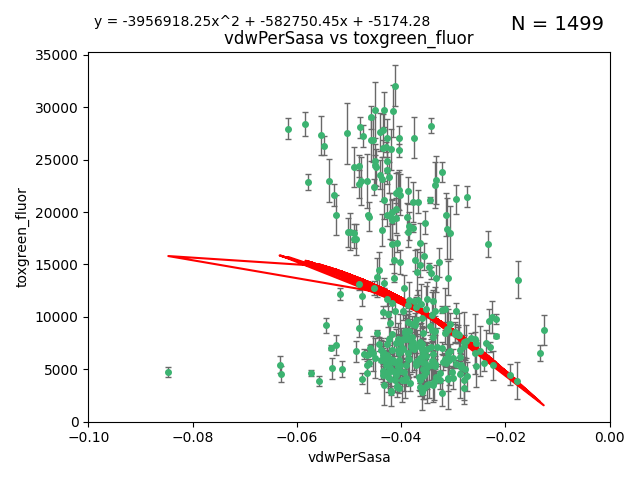 y = -3956918.25x^2 + -582750.45x + -5174.28
N = 1499
vdwPerSasa vs toxgreen_fluor
35000
30000
25000
20000
15000
10000
5000
0
toxgreen_fluor
−0.10
−0.08
−0.06
−0.04
−0.02
0.00
vdwPerSasa